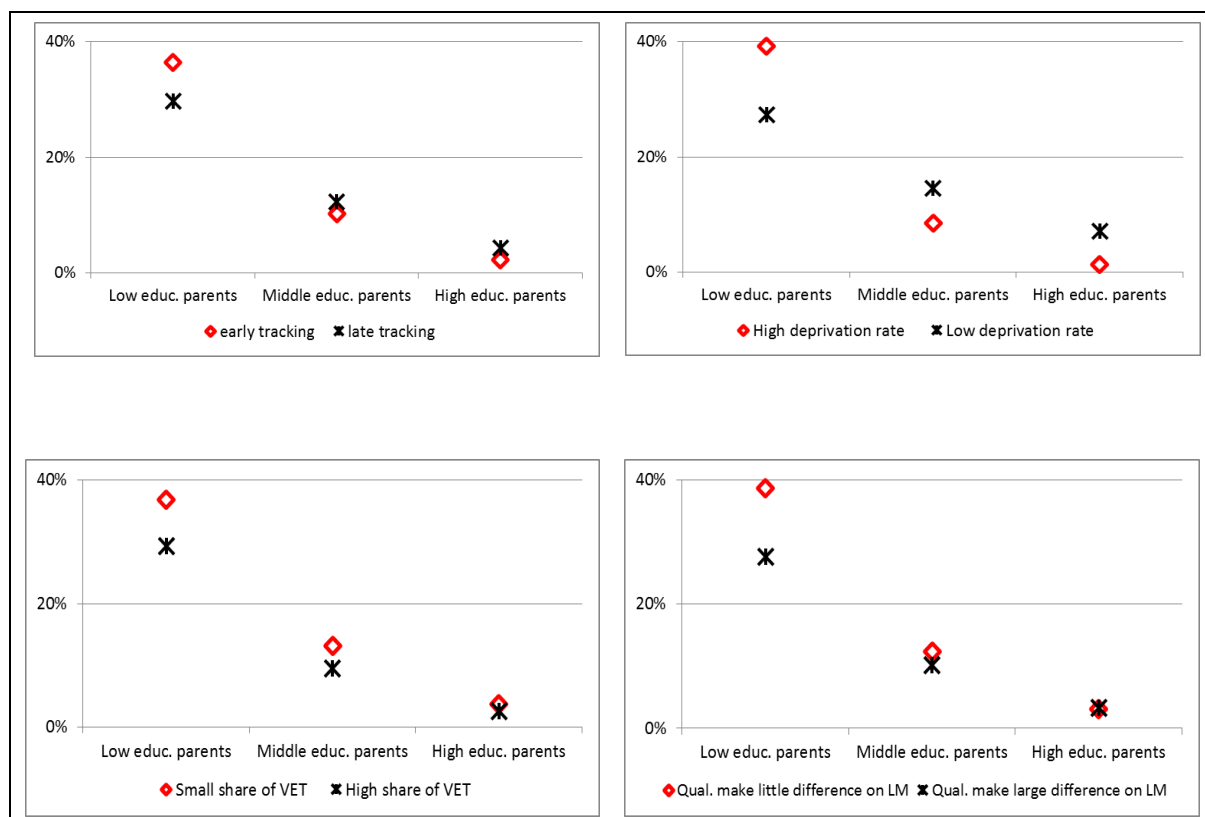 40%
20%
0%
Low educ. parents Middle educ. parents High educ. parents
early tracking late tracking
40%
20%
0%
Low educ. parents Middle educ. parents High educ. parents
High deprivation rate Low deprivation rate
40%
20%
0%
Low educ. parents Middle educ. parents High educ. parents
Small share of VET High share of VET
40%
20%
0%
Low educ. parents Middle educ. parents High educ. parents
Qual. make little difference on LM Qual. make large difference on LM